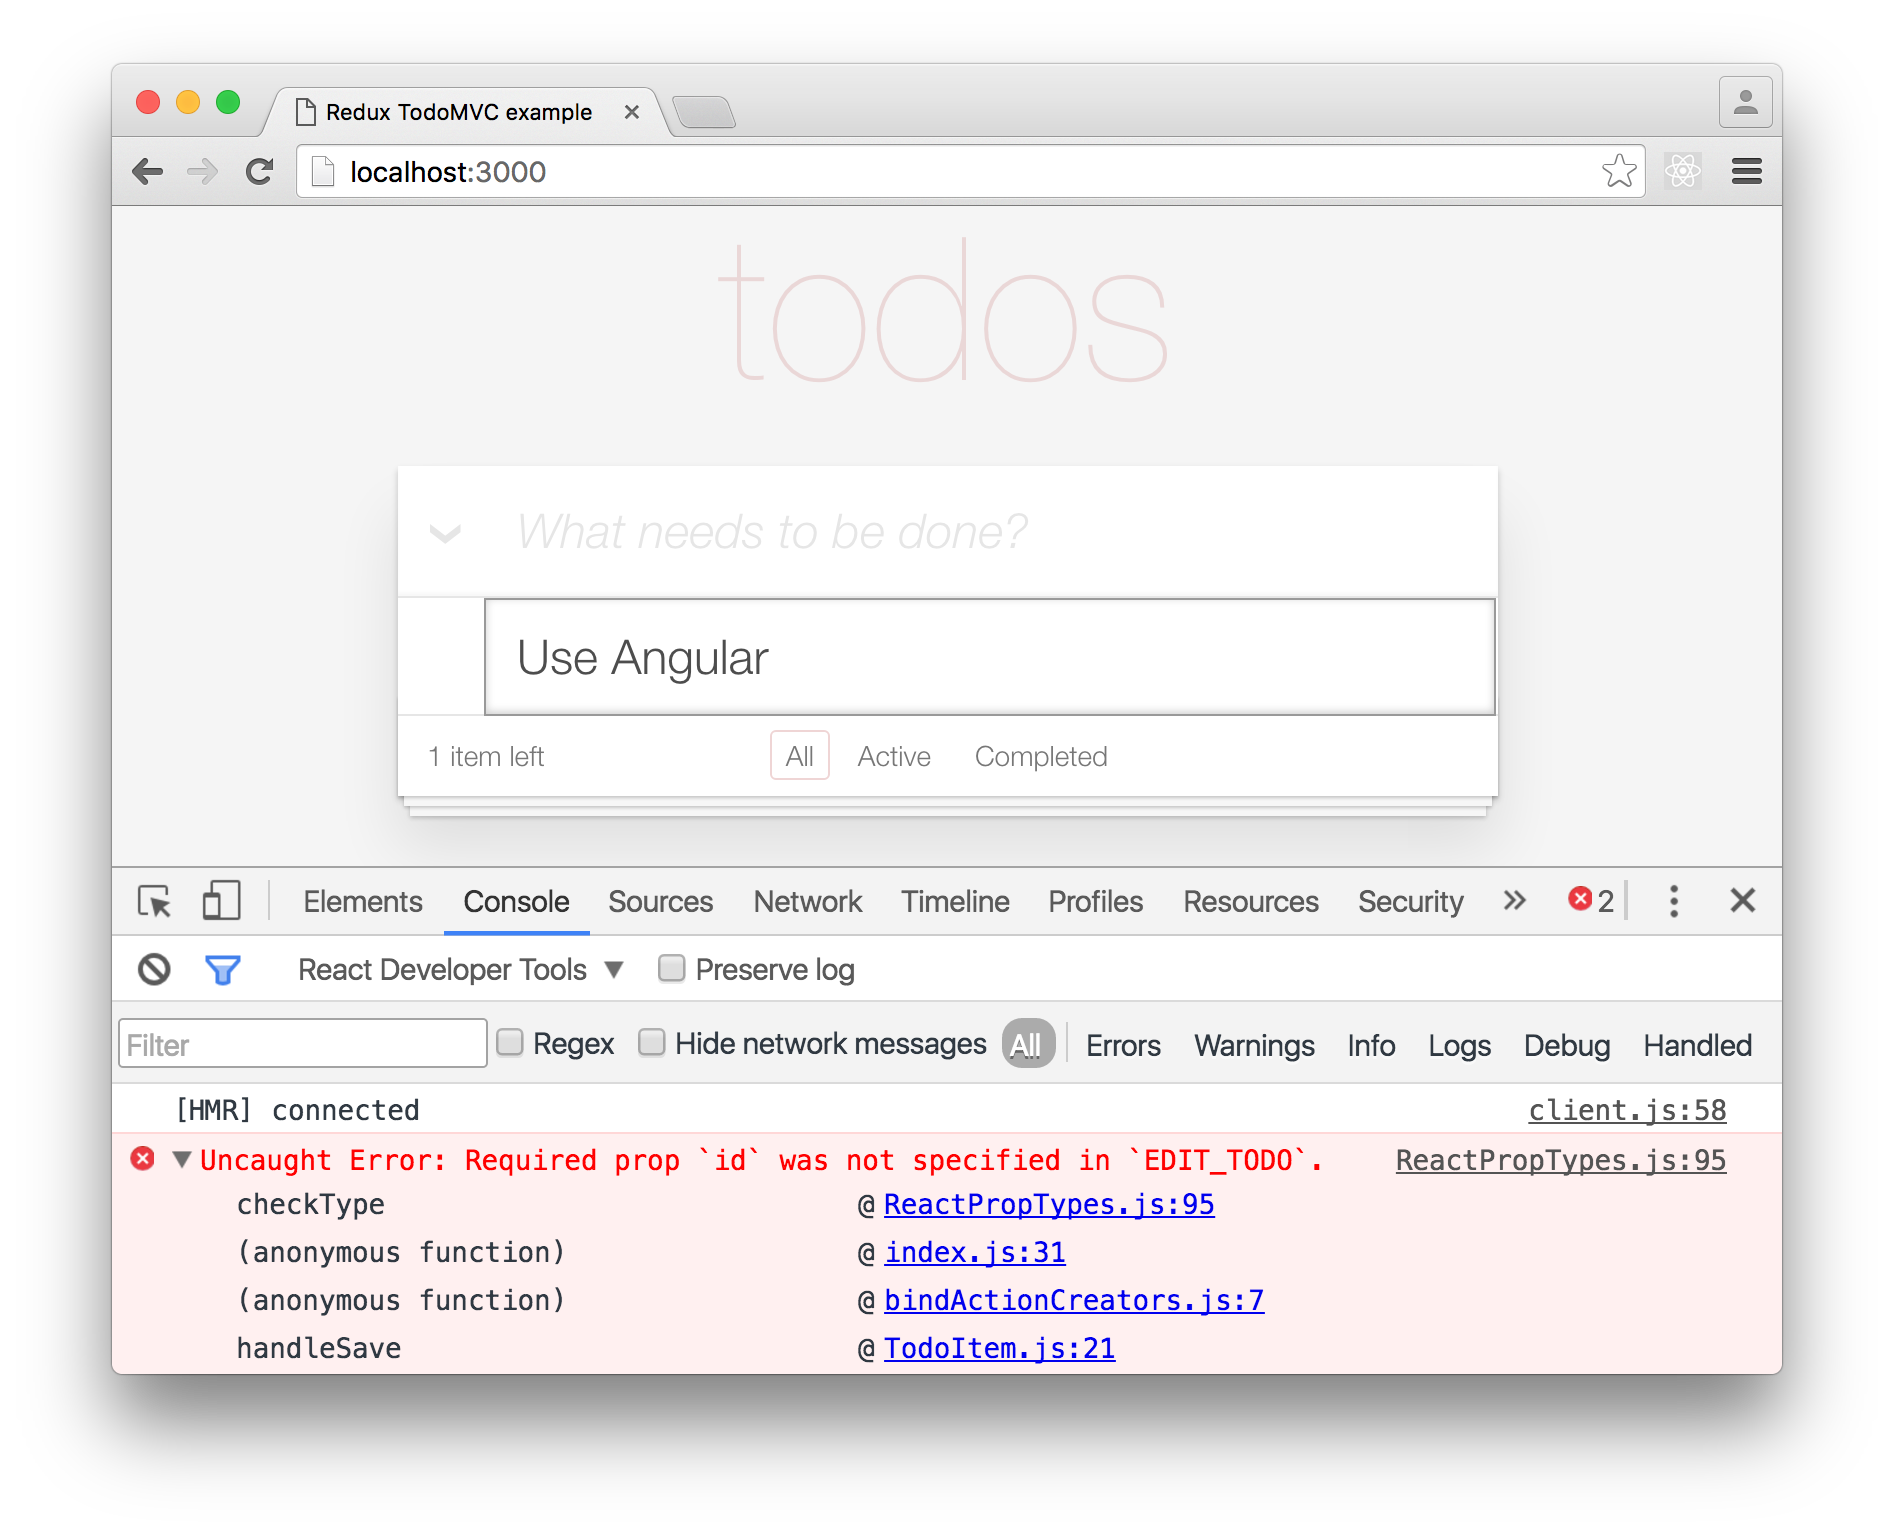 Redux TodoMVC example
localhost:3000
todos
What needs to be done?
Use Angular
1 item left All Active Completed
Elements Console Sources Network Timeline Profiles Resources Security » 2
React Developer Tools ▼ Preserve log
Filter Regex Hide network messages All Errors Warnings Info Logs Debug Handled
[HMR] connected client.js:58
▼ Uncaught Error: Required prop `id` was not specified in `EDIT_TODO`. ReactPropTypes.js:95
checkType @ ReactPropTypes.js:95
(anonymous function) @ index.js:31
(anonymous function) @ bindActionCreators.js:7
handleSave @ TodoItem.js:21